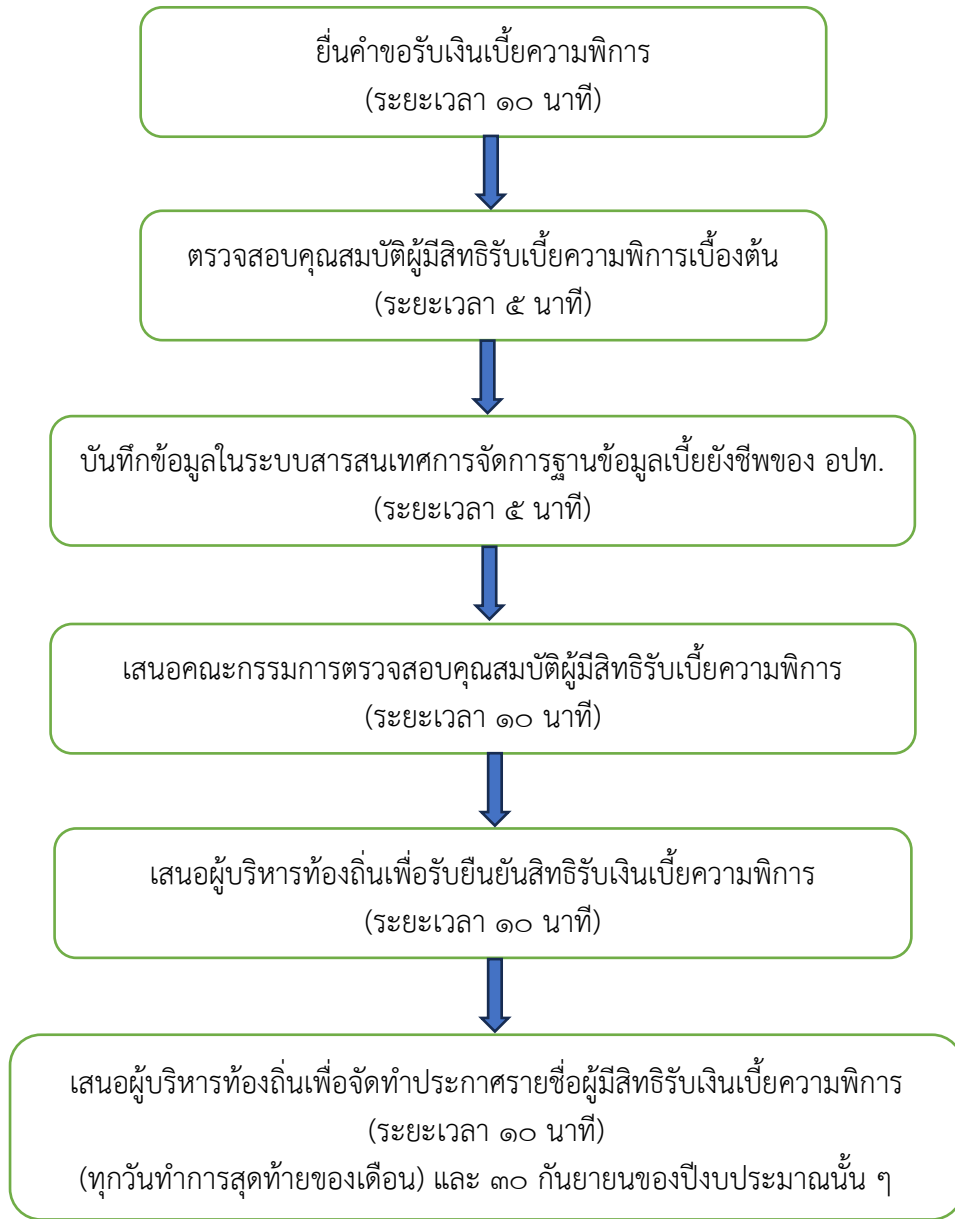 ยื่นคำขอรับเงินเบี้ยความพิการ
(ระยะเวลา ๑๐ นาที)
ตรวจสอบคุณสมบัติผู้มีสิทธิรับเบี้ยความพิการเบื้องต้น
(ระยะเวลา ๕ นาที)
บันทึกข้อมูลในระบบสารสนเทศการจัดการฐานข้อมูลเบี้ยยังชีพของ อปท.
(ระยะเวลา ๕ นาที)
เสนอคณะกรรมการตรวจสอบคุณสมบัติผู้มีสิทธิรับเบี้ยความพิการ
(ระยะเวลา ๑๐ นาที)
เสนอผู้บริหารท้องถิ่นเพื่อรับยืนยันสิทธิรับเงินเบี้ยความพิการ
(ระยะเวลา ๑๐ นาที)
เสนอผู้บริหารท้องถิ่นเพื่อจัดทำประกาศรายชื่อผู้มีสิทธิรับเงินเบี้ยความพิการ
(ระยะเวลา ๑๐ นาที)
(ทุกวันทำการสุดท้ายของเดือน) และ ๓๐ กันยายนของปีงบประมาณนั้น ๆ